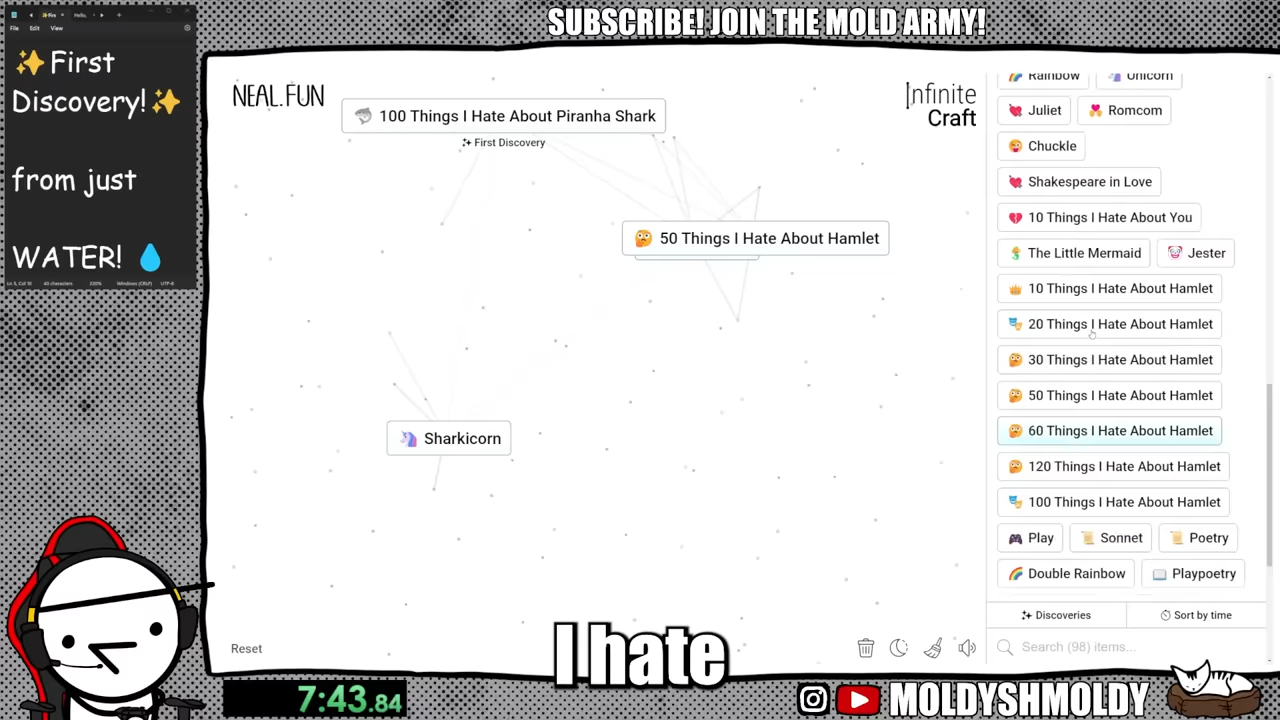 SUBSCRIBE! JOIN THE MOLD ARMY!
File Edit View
✨First
Discovery!✨
from just
WATER! 💧
NEAL.FUN
Infinite
Craft
🦈 100 Things I Hate About Piranha Shark
✨ First Discovery
🤔 50 Things I Hate About Hamlet
🦄 Sharkicorn
🌈 Rainbow 🦄 Unicorn
💘 Juliet 💑 Romcom
😜 Chuckle
💘 Shakespeare in Love
💔 10 Things I Hate About You
🧜‍♀️ The Little Mermaid 🤡 Jester
👑 10 Things I Hate About Hamlet
🎭 20 Things I Hate About Hamlet
🤔 30 Things I Hate About Hamlet
🤔 50 Things I Hate About Hamlet
🤔 60 Things I Hate About Hamlet
🤔 120 Things I Hate About Hamlet
🎭 100 Things I Hate About Hamlet
🎮 Play 📜 Sonnet 📜 Poetry
🌈 Double Rainbow 📖 Playpoetry
✨ Discoveries Sort by time
Search (98) items...
Reset
I hate
7:43.84
MOLDYSHMOLDY